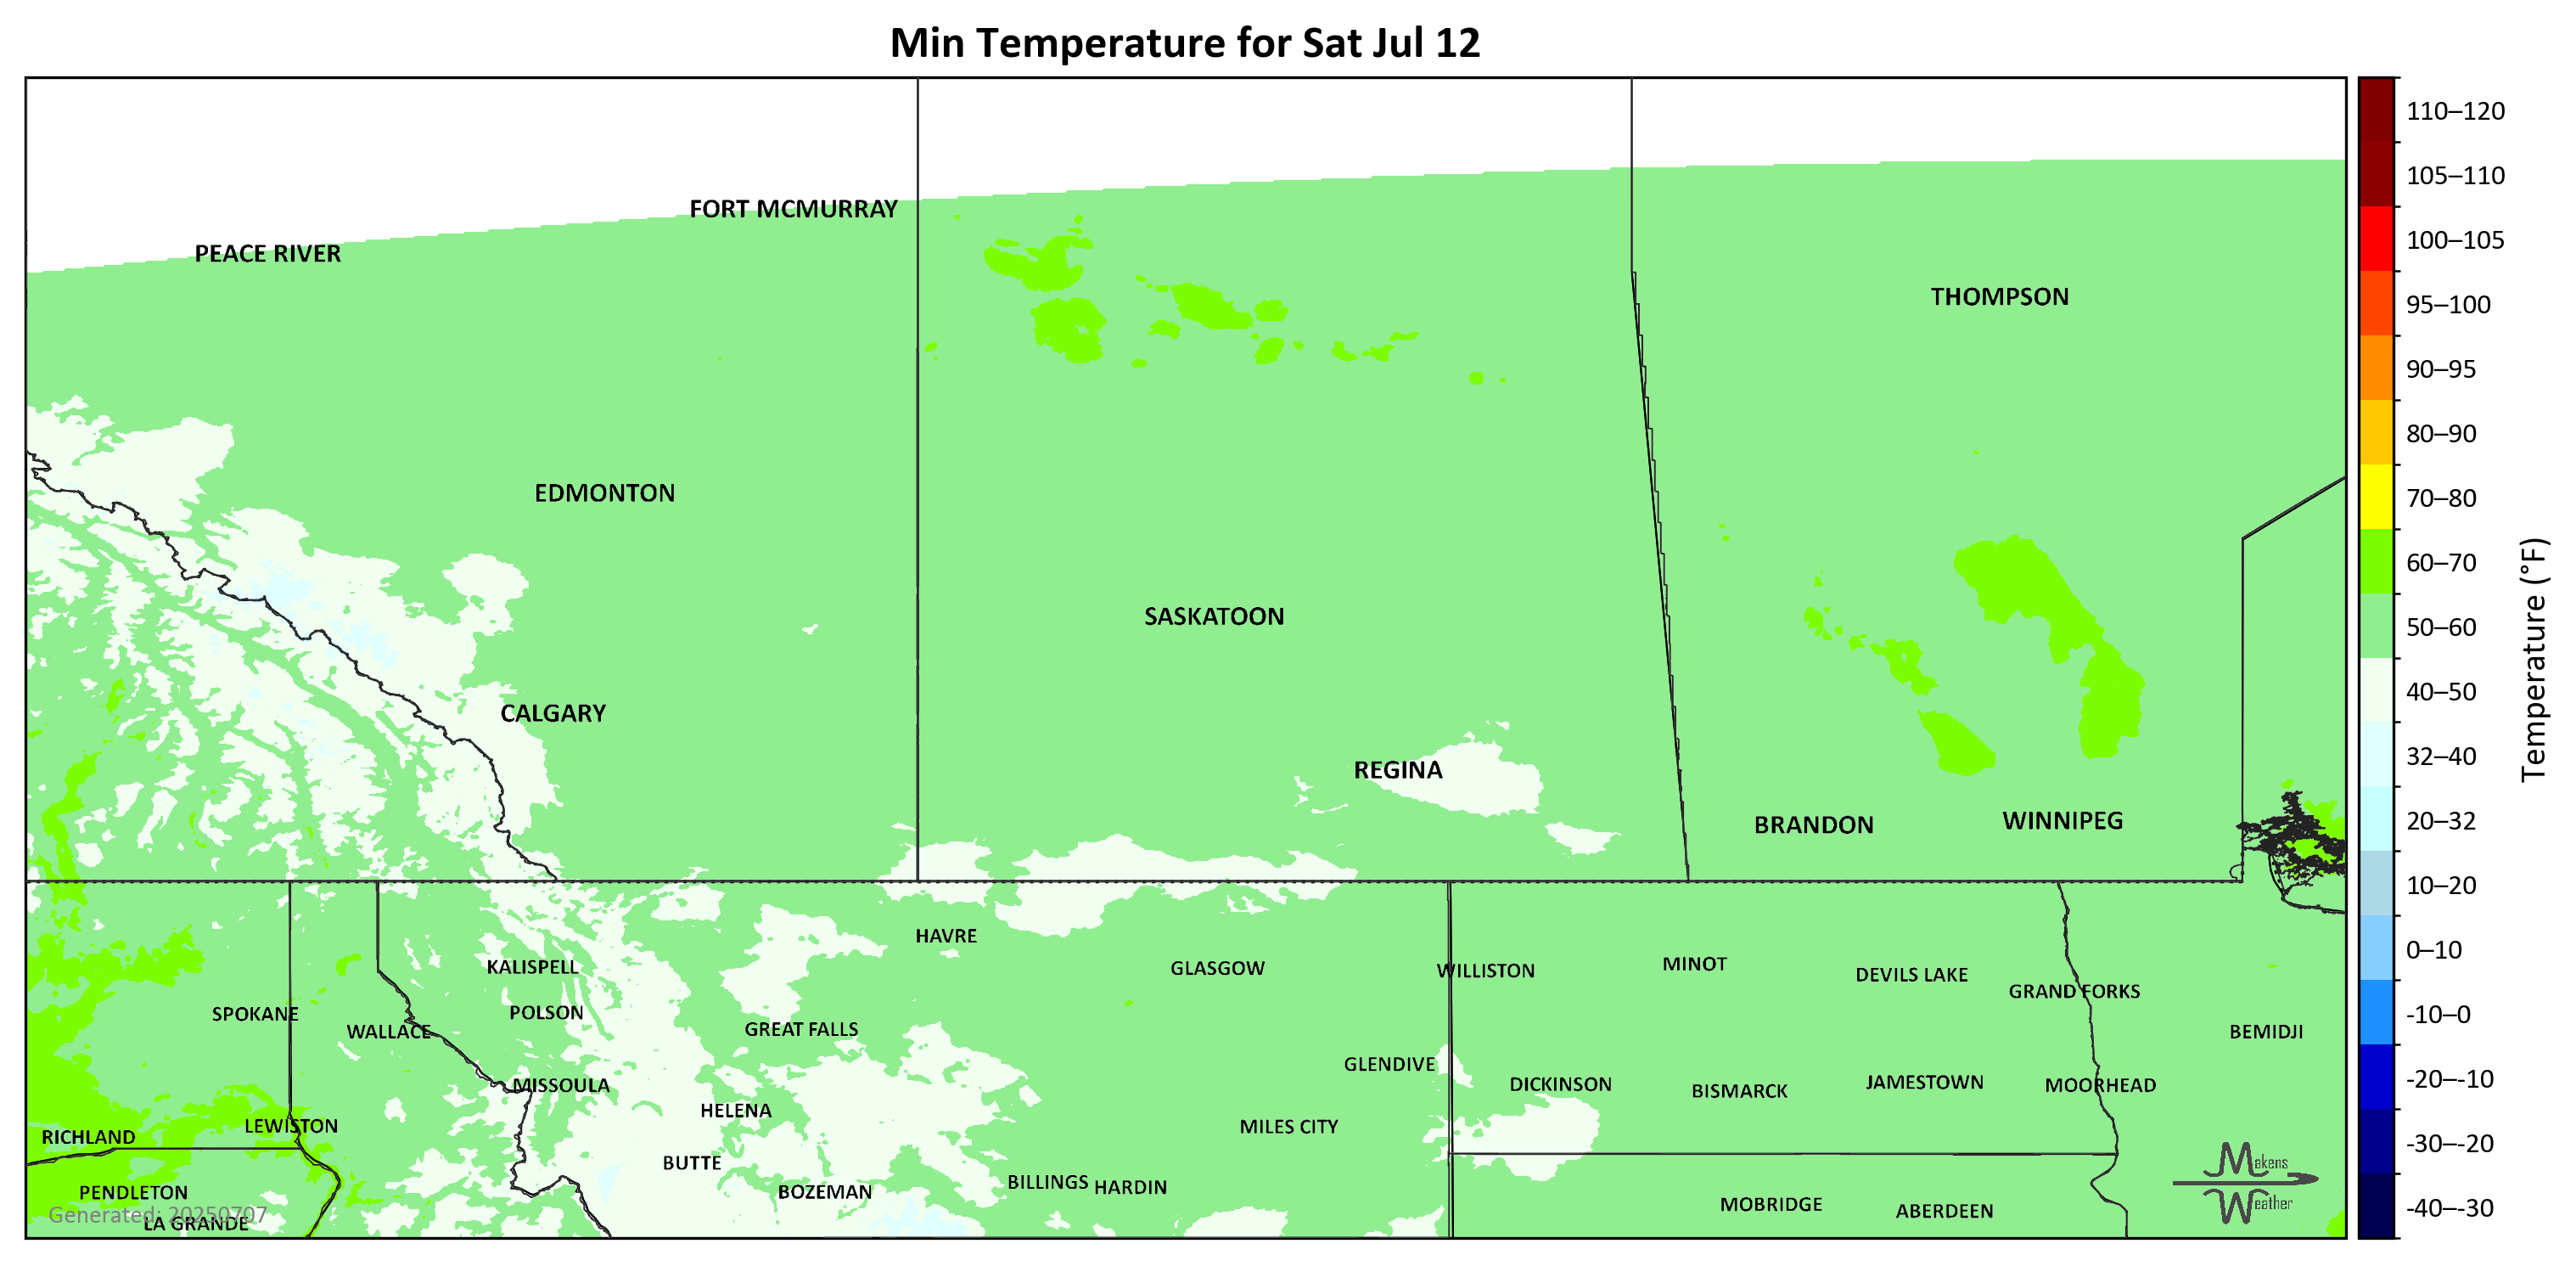 Min Temperature for Sat Jul 12
FORT MCMURRAY
PEACE RIVER
THOMPSON
EDMONTON
SASKATOON
CALGARY
REGINA
BRANDON
WINNIPEG
HAVRE
KALISPELL
GLASGOW
WILLISTON
MINOT
DEVILS LAKE
GRAND FORKS
SPOKANE
POLSON
WALLACE
GREAT FALLS
BEMIDJI
GLENDIVE
MISSOULA
DICKINSON
BISMARCK
JAMESTOWN
MOORHEAD
HELENA
LEWISTON
MILES CITY
RICHLAND
BUTTE
BOZEMAN
BILLINGS
HARDIN
PENDLETON
MOBRIDGE
ABERDEEN
Generated: 20250707
LA GRANDE
Makens
Weather
110–120
105–110
100–105
95–100
90–95
80–90
70–80
60–70
50–60
40–50
32–40
20–32
10–20
0–10
-10–0
-20–-10
-30–-20
-40–-30
Temperature (°F)